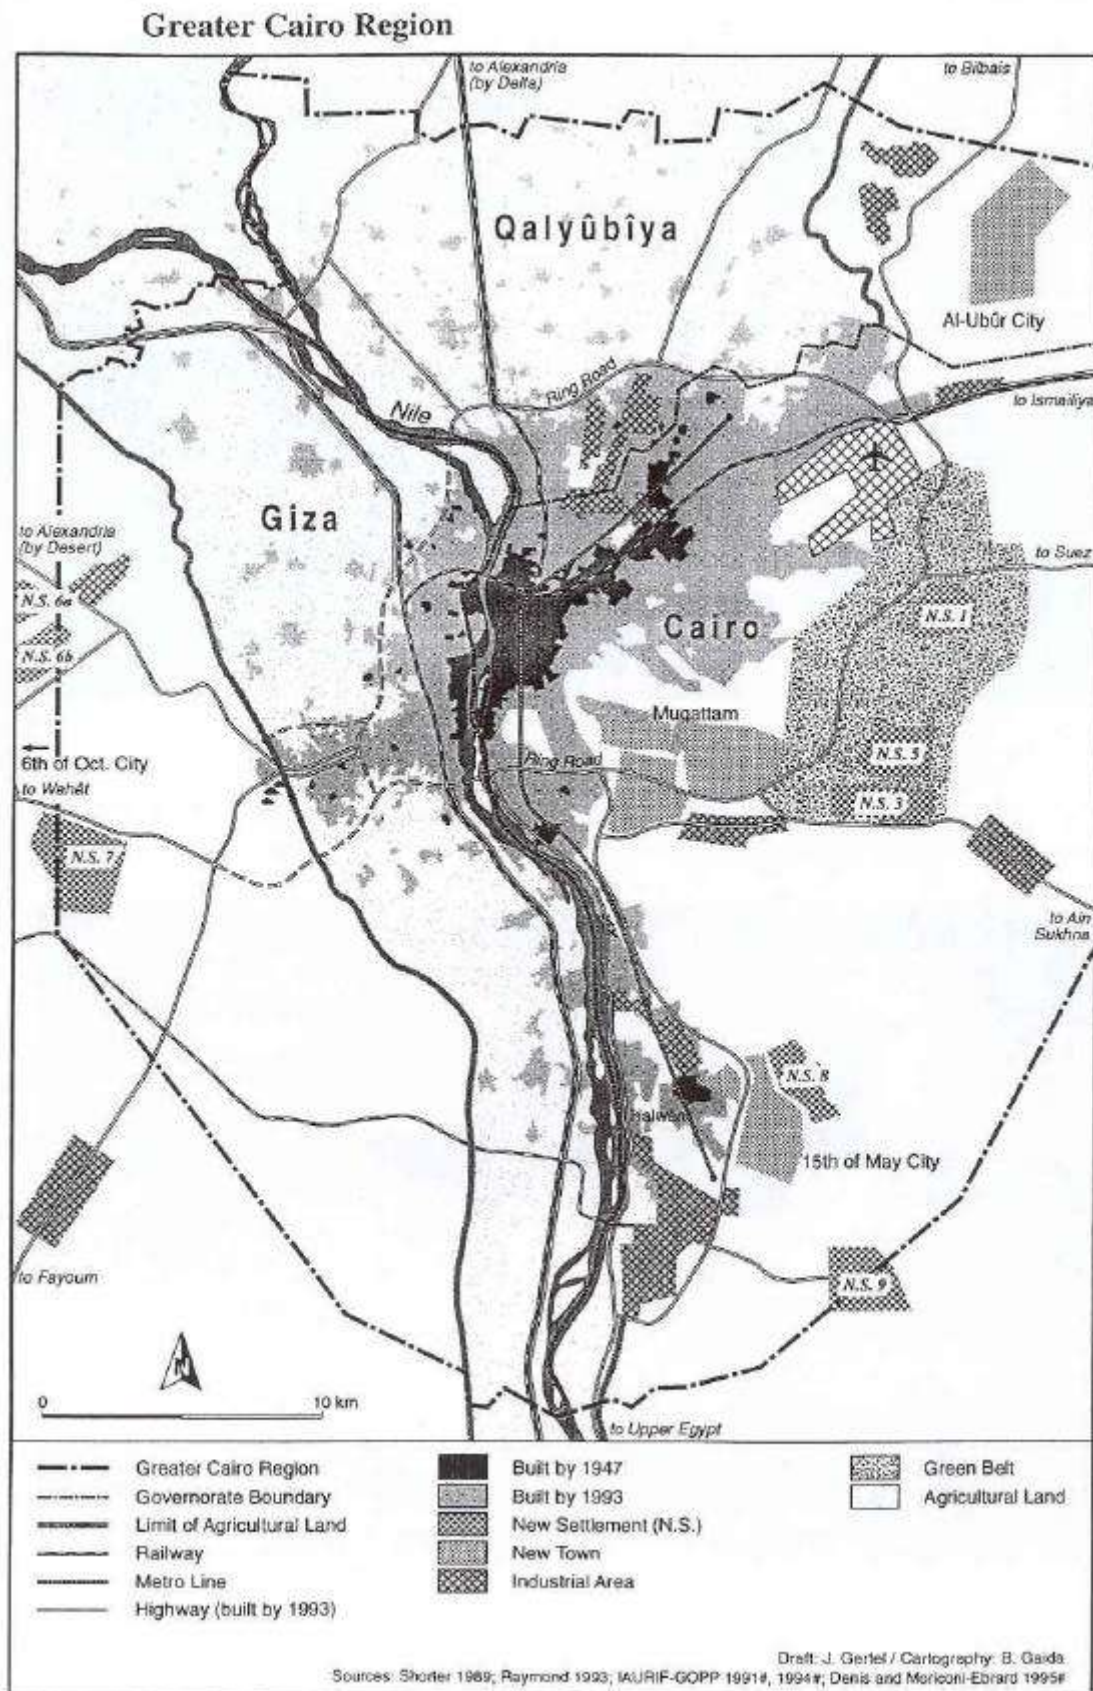 Greater Cairo Region
to Alexandria
(by Delta)
to Bilbais
Qalyûbîya
Al-Ubûr City
Ring Road
to Ismailiya
Nile
Giza
to Alexandria
(by Desert)
to Suez
N.S. 6a
N.S. 1
Cairo
N.S. 6b
Muqattam
6th of Oct. City
Ring Road
N.S. 5
to Wahât
N.S. 3
N.S. 7
to Ain
Sukhna
N.S. 8
15th of May City
to Fayoum
N.S. 9
N
0
10 km
to Upper Egypt
Greater Cairo Region
Governorate Boundary
Limit of Agricultural Land
Railway
Metro Line
Highway (built by 1993)
Built by 1947
Built by 1993
New Settlement (N.S.)
New Town
Industrial Area
Green Belt
Agricultural Land
Draft: J. Gertel / Cartography: B. Gaida
Sources: Shorter 1989; Raymond 1993; IAURIF-GOPP 1991#, 1994#; Denis and Moriconi-Ebrard 1995#